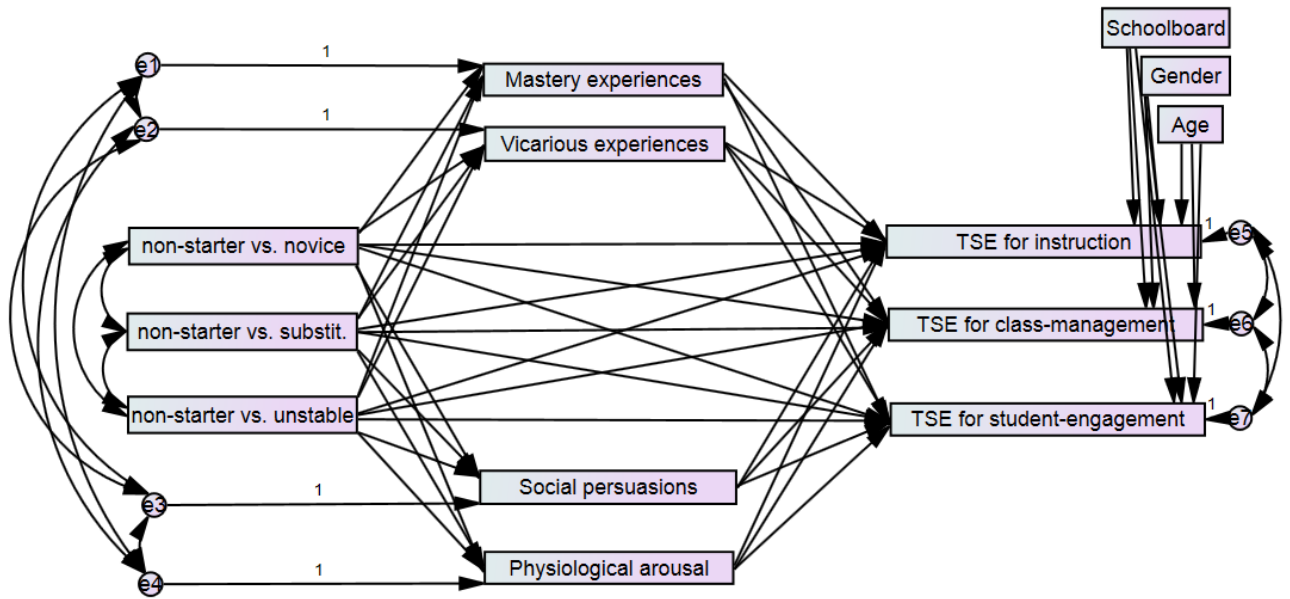 Schoolboard
Gender
Age
e1
1
Mastery experiences
e2
1
Vicarious experiences
non-starter vs. novice
TSE for instruction
1
e5
non-starter vs. substit.
TSE for class-management
1
e6
non-starter vs. unstable
TSE for student-engagement
1
e7
e3
1
Social persuasions
e4
1
Physiological arousal